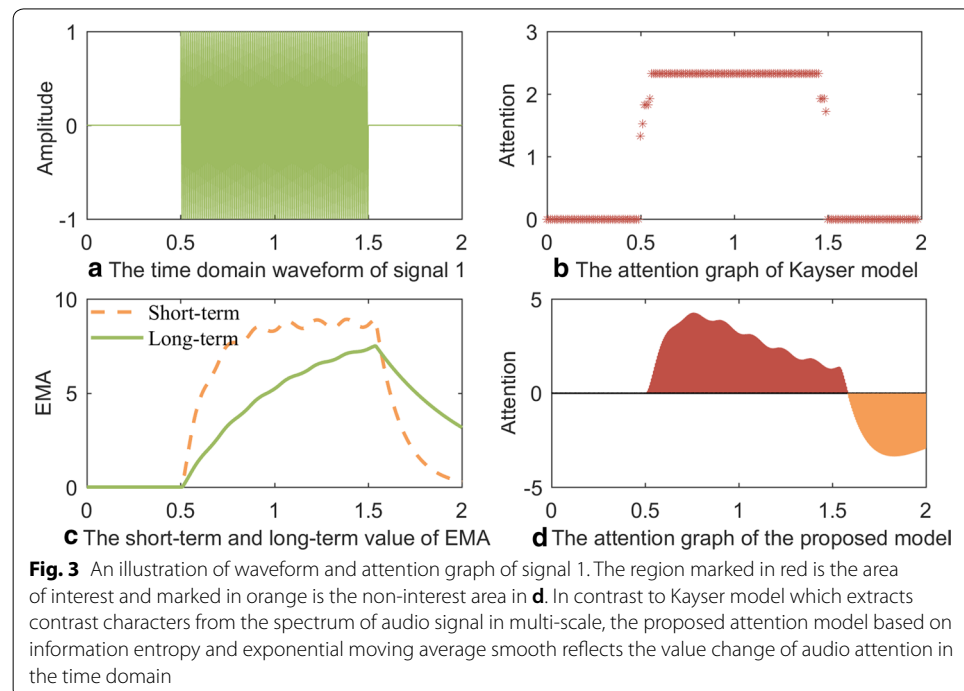 1
0
-1
Amplitude
0 0.5 1 1.5 2
a The time domain waveform of signal 1
3
2
1
0
Attention
0 0.5 1 1.5 2
b The attention graph of Kayser model
10
5
0
EMA
Short-term
Long-term
0 0.5 1 1.5 2
c The short-term and long-term value of EMA
5
0
-5
Attention
0 0.5 1 1.5 2
d The attention graph of the proposed model
Fig. 3 An illustration of waveform and attention graph of signal 1. The region marked in red is the area
of interest and marked in orange is the non-interest area in d. In contrast to Kayser model which extracts
contrast characters from the spectrum of audio signal in multi-scale, the proposed attention model based on
information entropy and exponential moving average smooth reflects the value change of audio attention in
the time domain